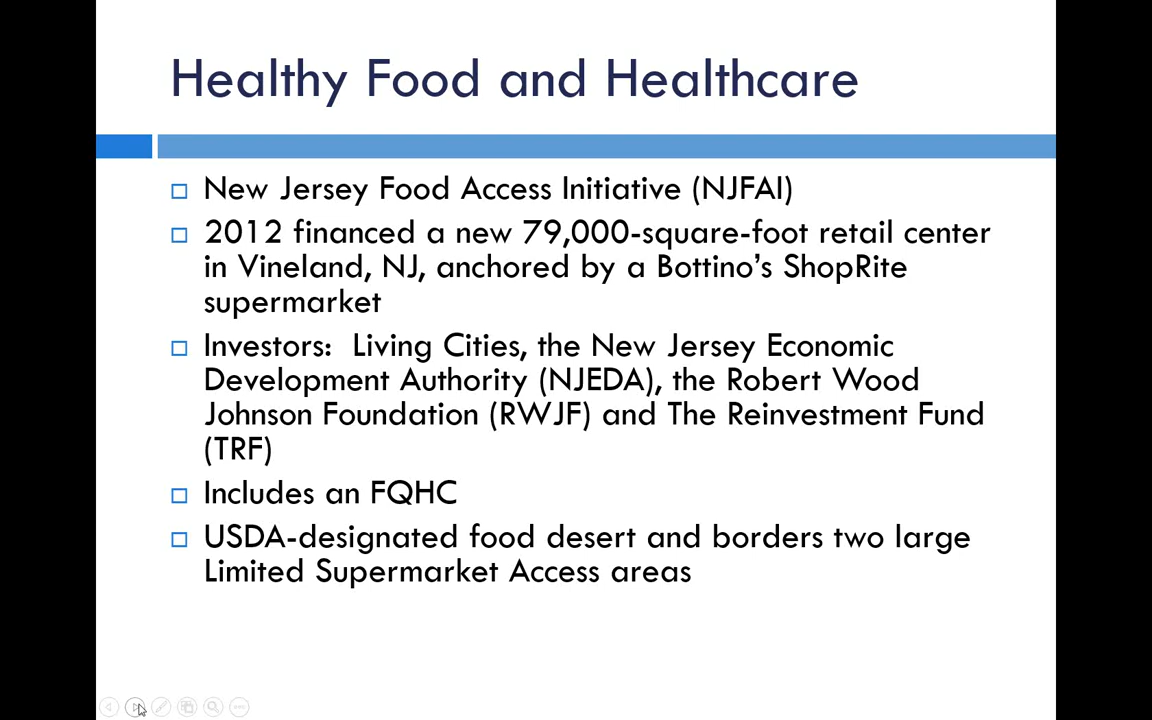 Healthy Food and Healthcare
New Jersey Food Access Initiative (NJFAI)
2012 financed a new 79,000-square-foot retail center
in Vineland, NJ, anchored by a Bottino’s ShopRite
supermarket
Investors:  Living Cities, the New Jersey Economic
Development Authority (NJEDA), the Robert Wood
Johnson Foundation (RWJF) and The Reinvestment Fund
(TRF)
Includes an FQHC
USDA-designated food desert and borders two large
Limited Supermarket Access areas